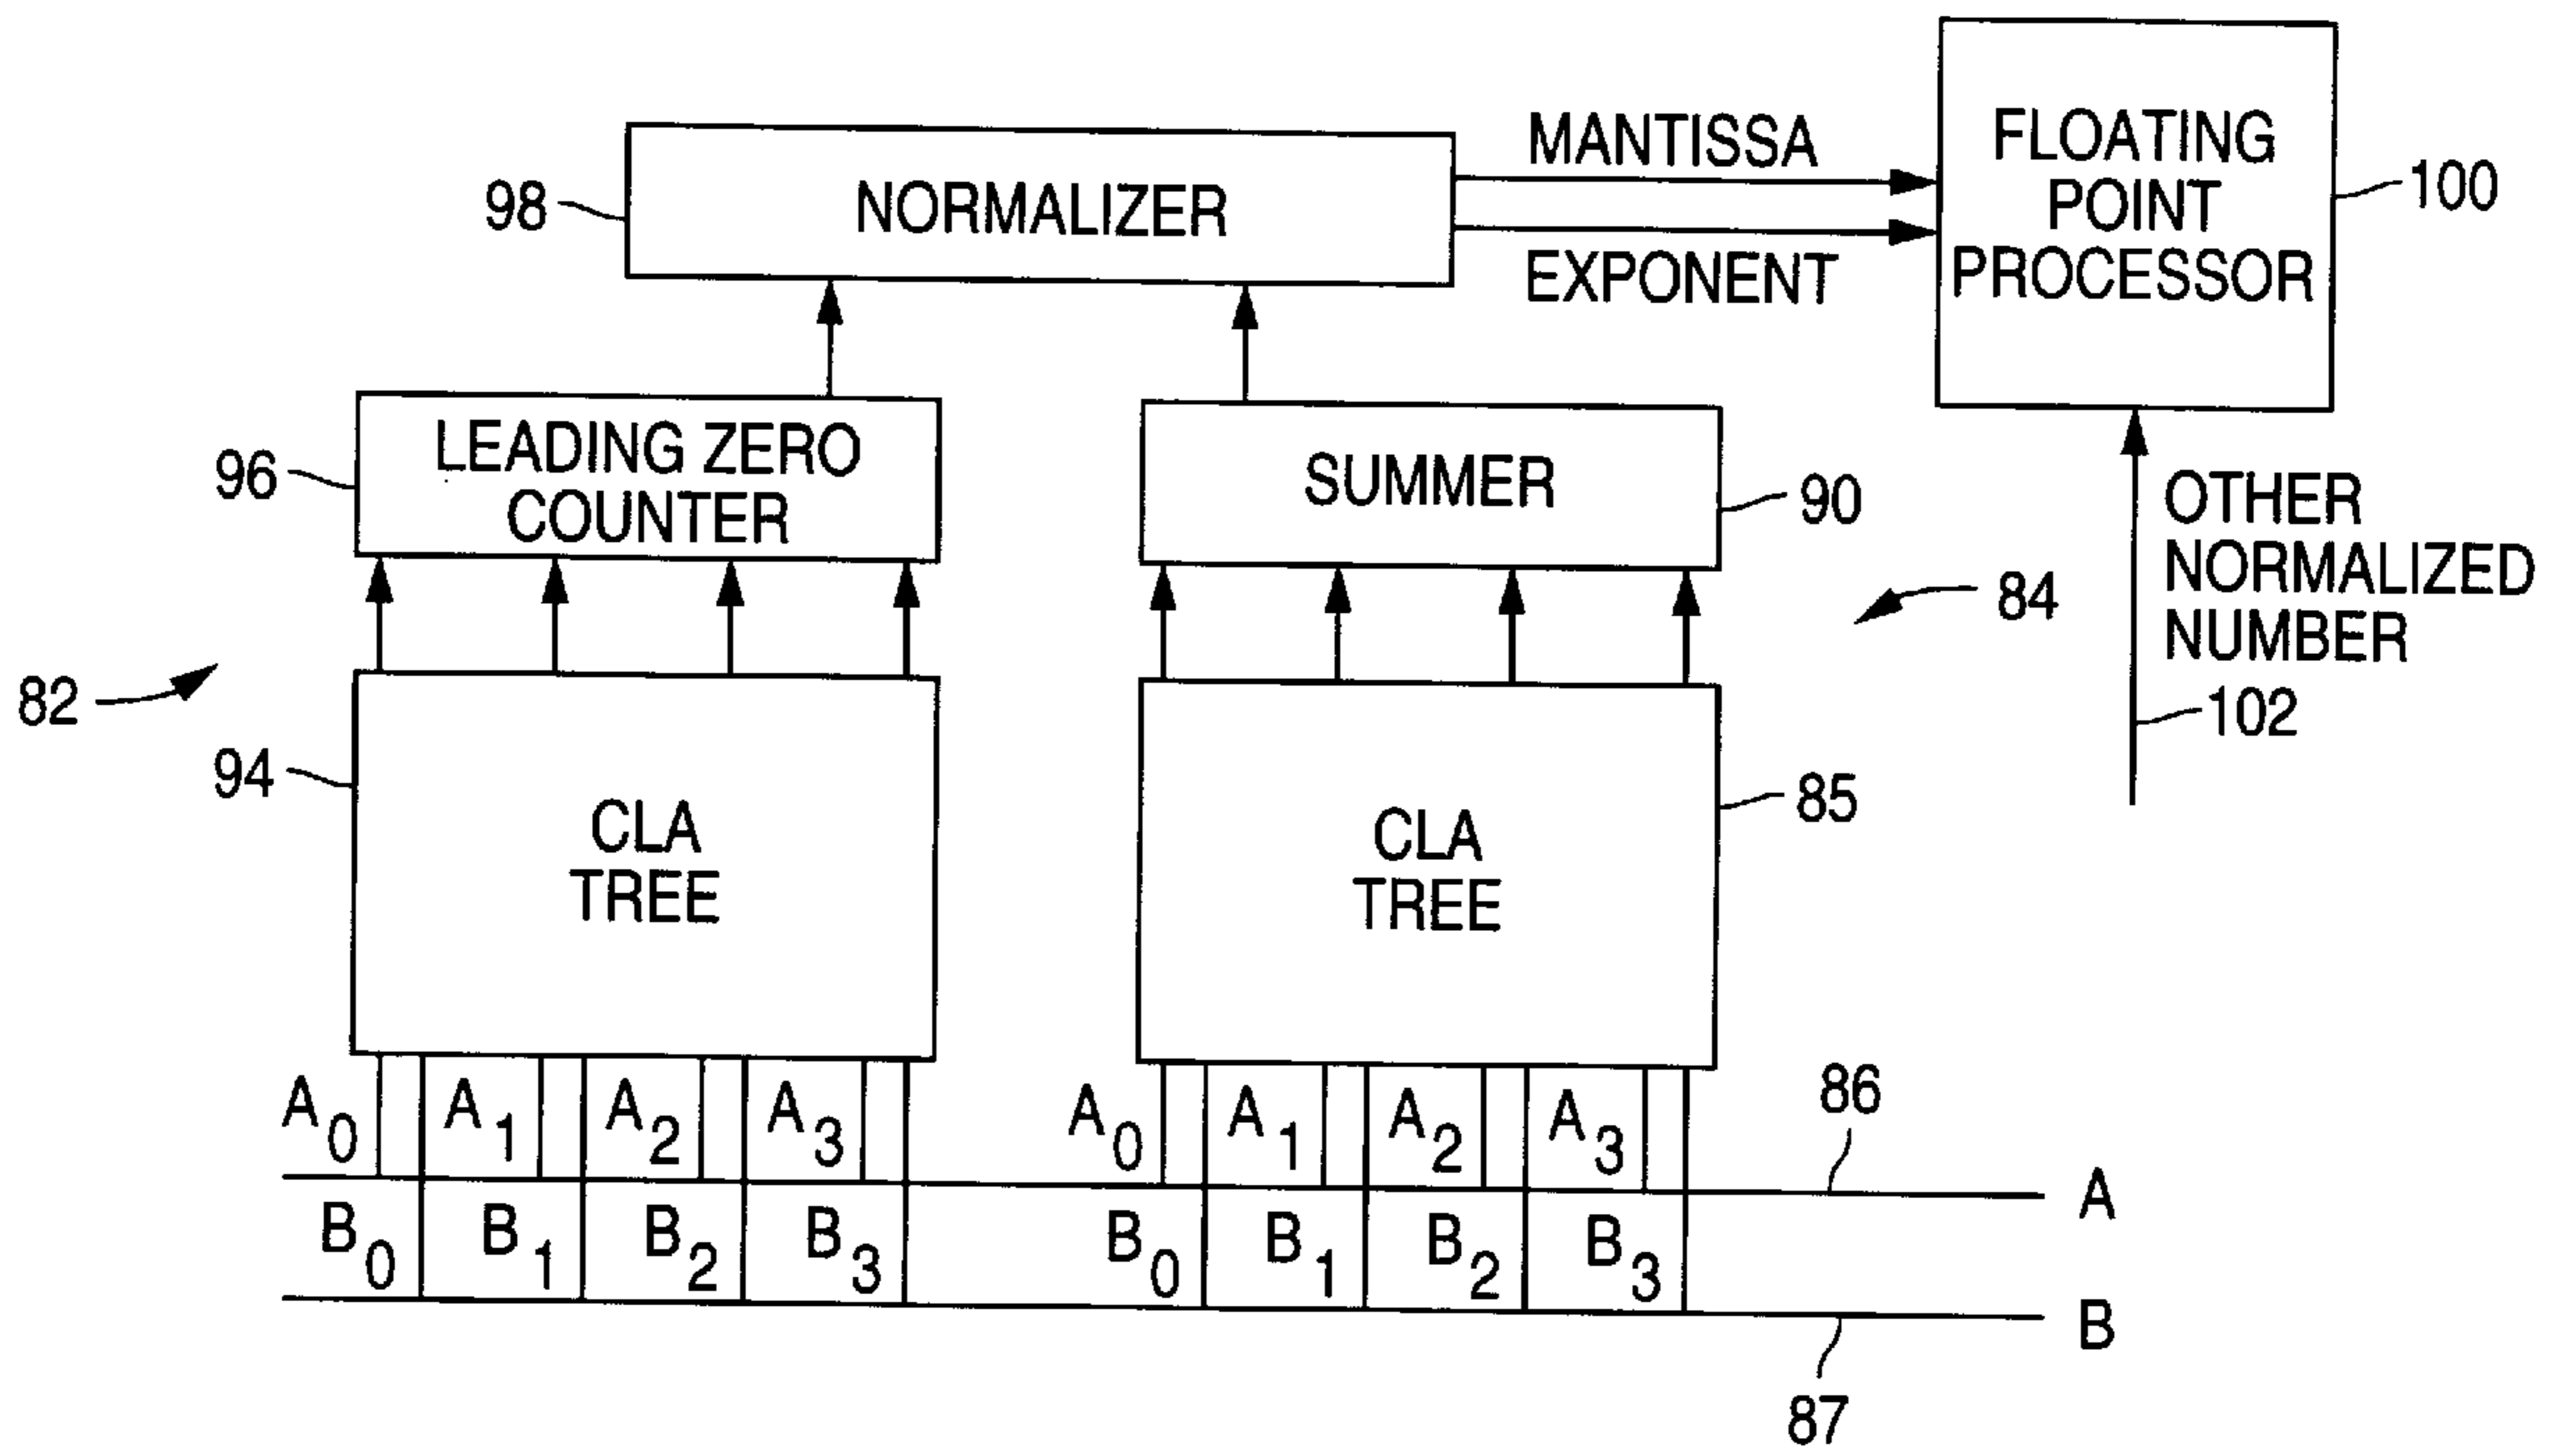 MANTISSA
FLOATING
POINT
PROCESSOR
100
98
NORMALIZER
EXPONENT
LEADING ZERO
COUNTER
96
SUMMER
90
OTHER
NORMALIZED
NUMBER
84
82
102
94
CLA
TREE
CLA
TREE
85
A0 A1 A2 A3 A0 A1 A2 A3
86
A
B0 B1 B2 B3 B0 B1 B2 B3
B
87